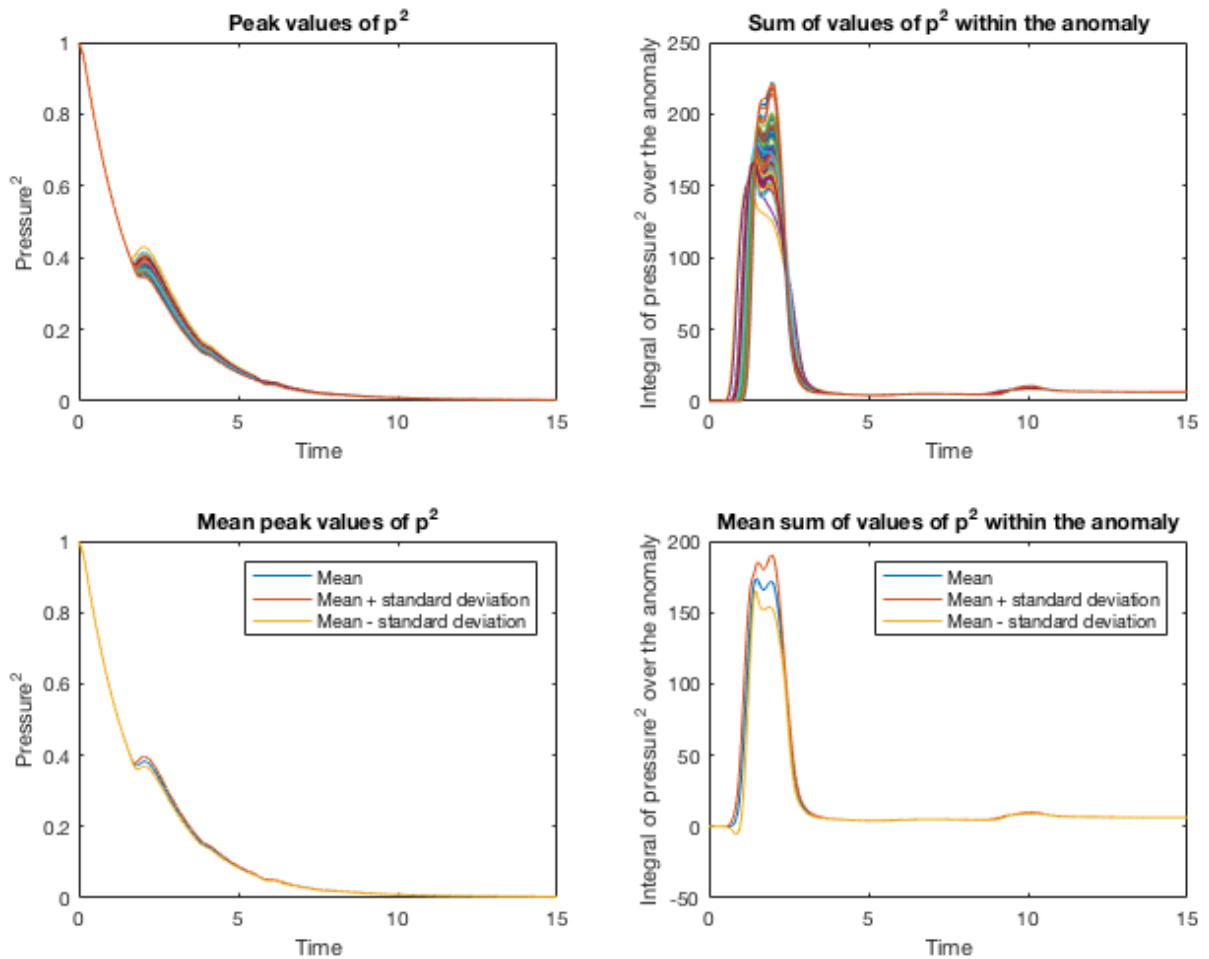 Peak values of p²
1
0.8
0.6
0.4
0.2
0
Pressure²
0
5
10
15
Time
Sum of values of p² within the anomaly
250
200
150
100
50
0
Integral of pressure² over the anomaly
0
5
10
15
Time
Mean peak values of p²
1
0.8
0.6
0.4
0.2
0
Pressure²
Mean
Mean + standard deviation
Mean - standard deviation
0
5
10
15
Time
Mean sum of values of p² within the anomaly
200
150
100
50
0
-50
Integral of pressure² over the anomaly
Mean
Mean + standard deviation
Mean - standard deviation
0
5
10
15
Time